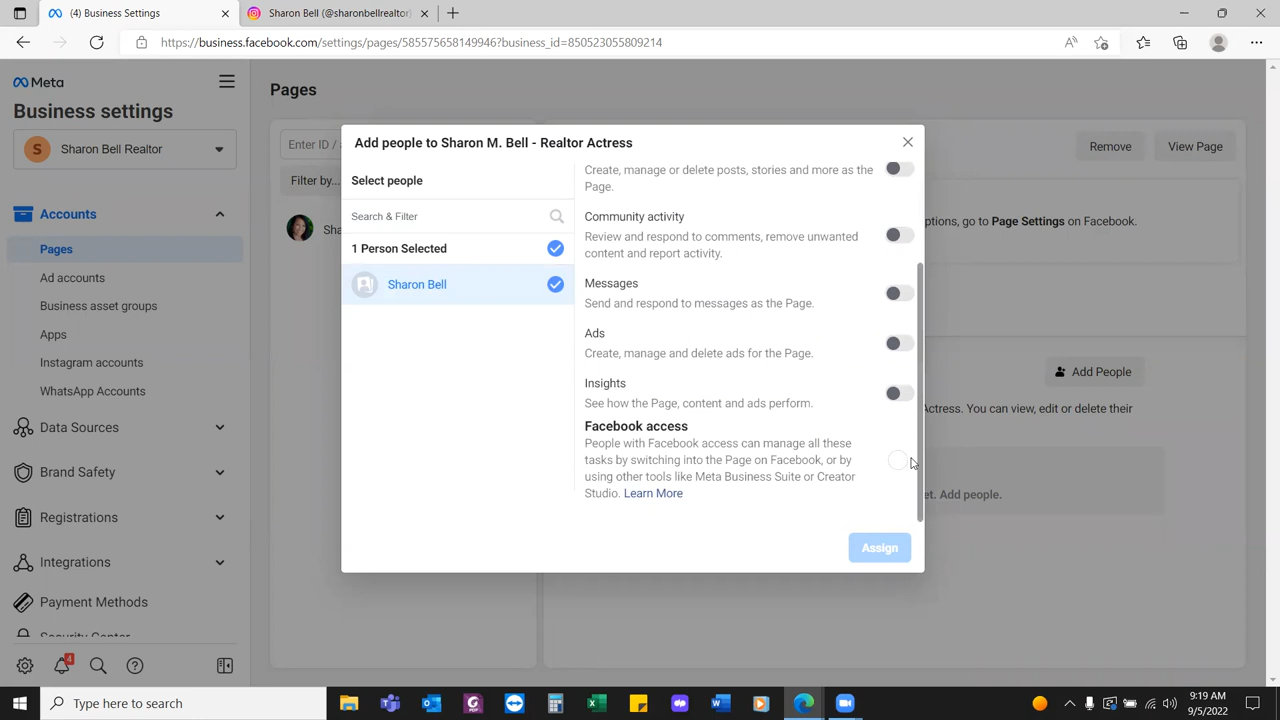 (4) Business Settings
Sharon Bell (@sharonbellrealtor)
https://business.facebook.com/settings/pages/585575658149946?business_id=850523055809214
Meta
Business settings
S
Sharon Bell Realtor
Accounts
Pages
Ad accounts
Business asset groups
Apps
Instagram accounts
WhatsApp Accounts
Data Sources
Brand Safety
Registrations
Integrations
Payment Methods
Security Center
4
Pages
Enter ID /
Filter by...
Sha
Remove
View Page
ptions, go to Page Settings on Facebook.
Add People
Actress. You can view, edit or delete their
et. Add people.
Add people to Sharon M. Bell - Realtor Actress
Select people
Search & Filter
1 Person Selected
Sharon Bell
Create, manage or delete posts, stories and more as the
Page.
Community activity
Review and respond to comments, remove unwanted
content and report activity.
Messages
Send and respond to messages as the Page.
Ads
Create, manage and delete ads for the Page.
Insights
See how the Page, content and ads perform.
Facebook access
People with Facebook access can manage all these
tasks by switching into the Page on Facebook, or by
using other tools like Meta Business Suite or Creator
Studio. Learn More
Assign
Type here to search
9:19 AM
9/5/2022